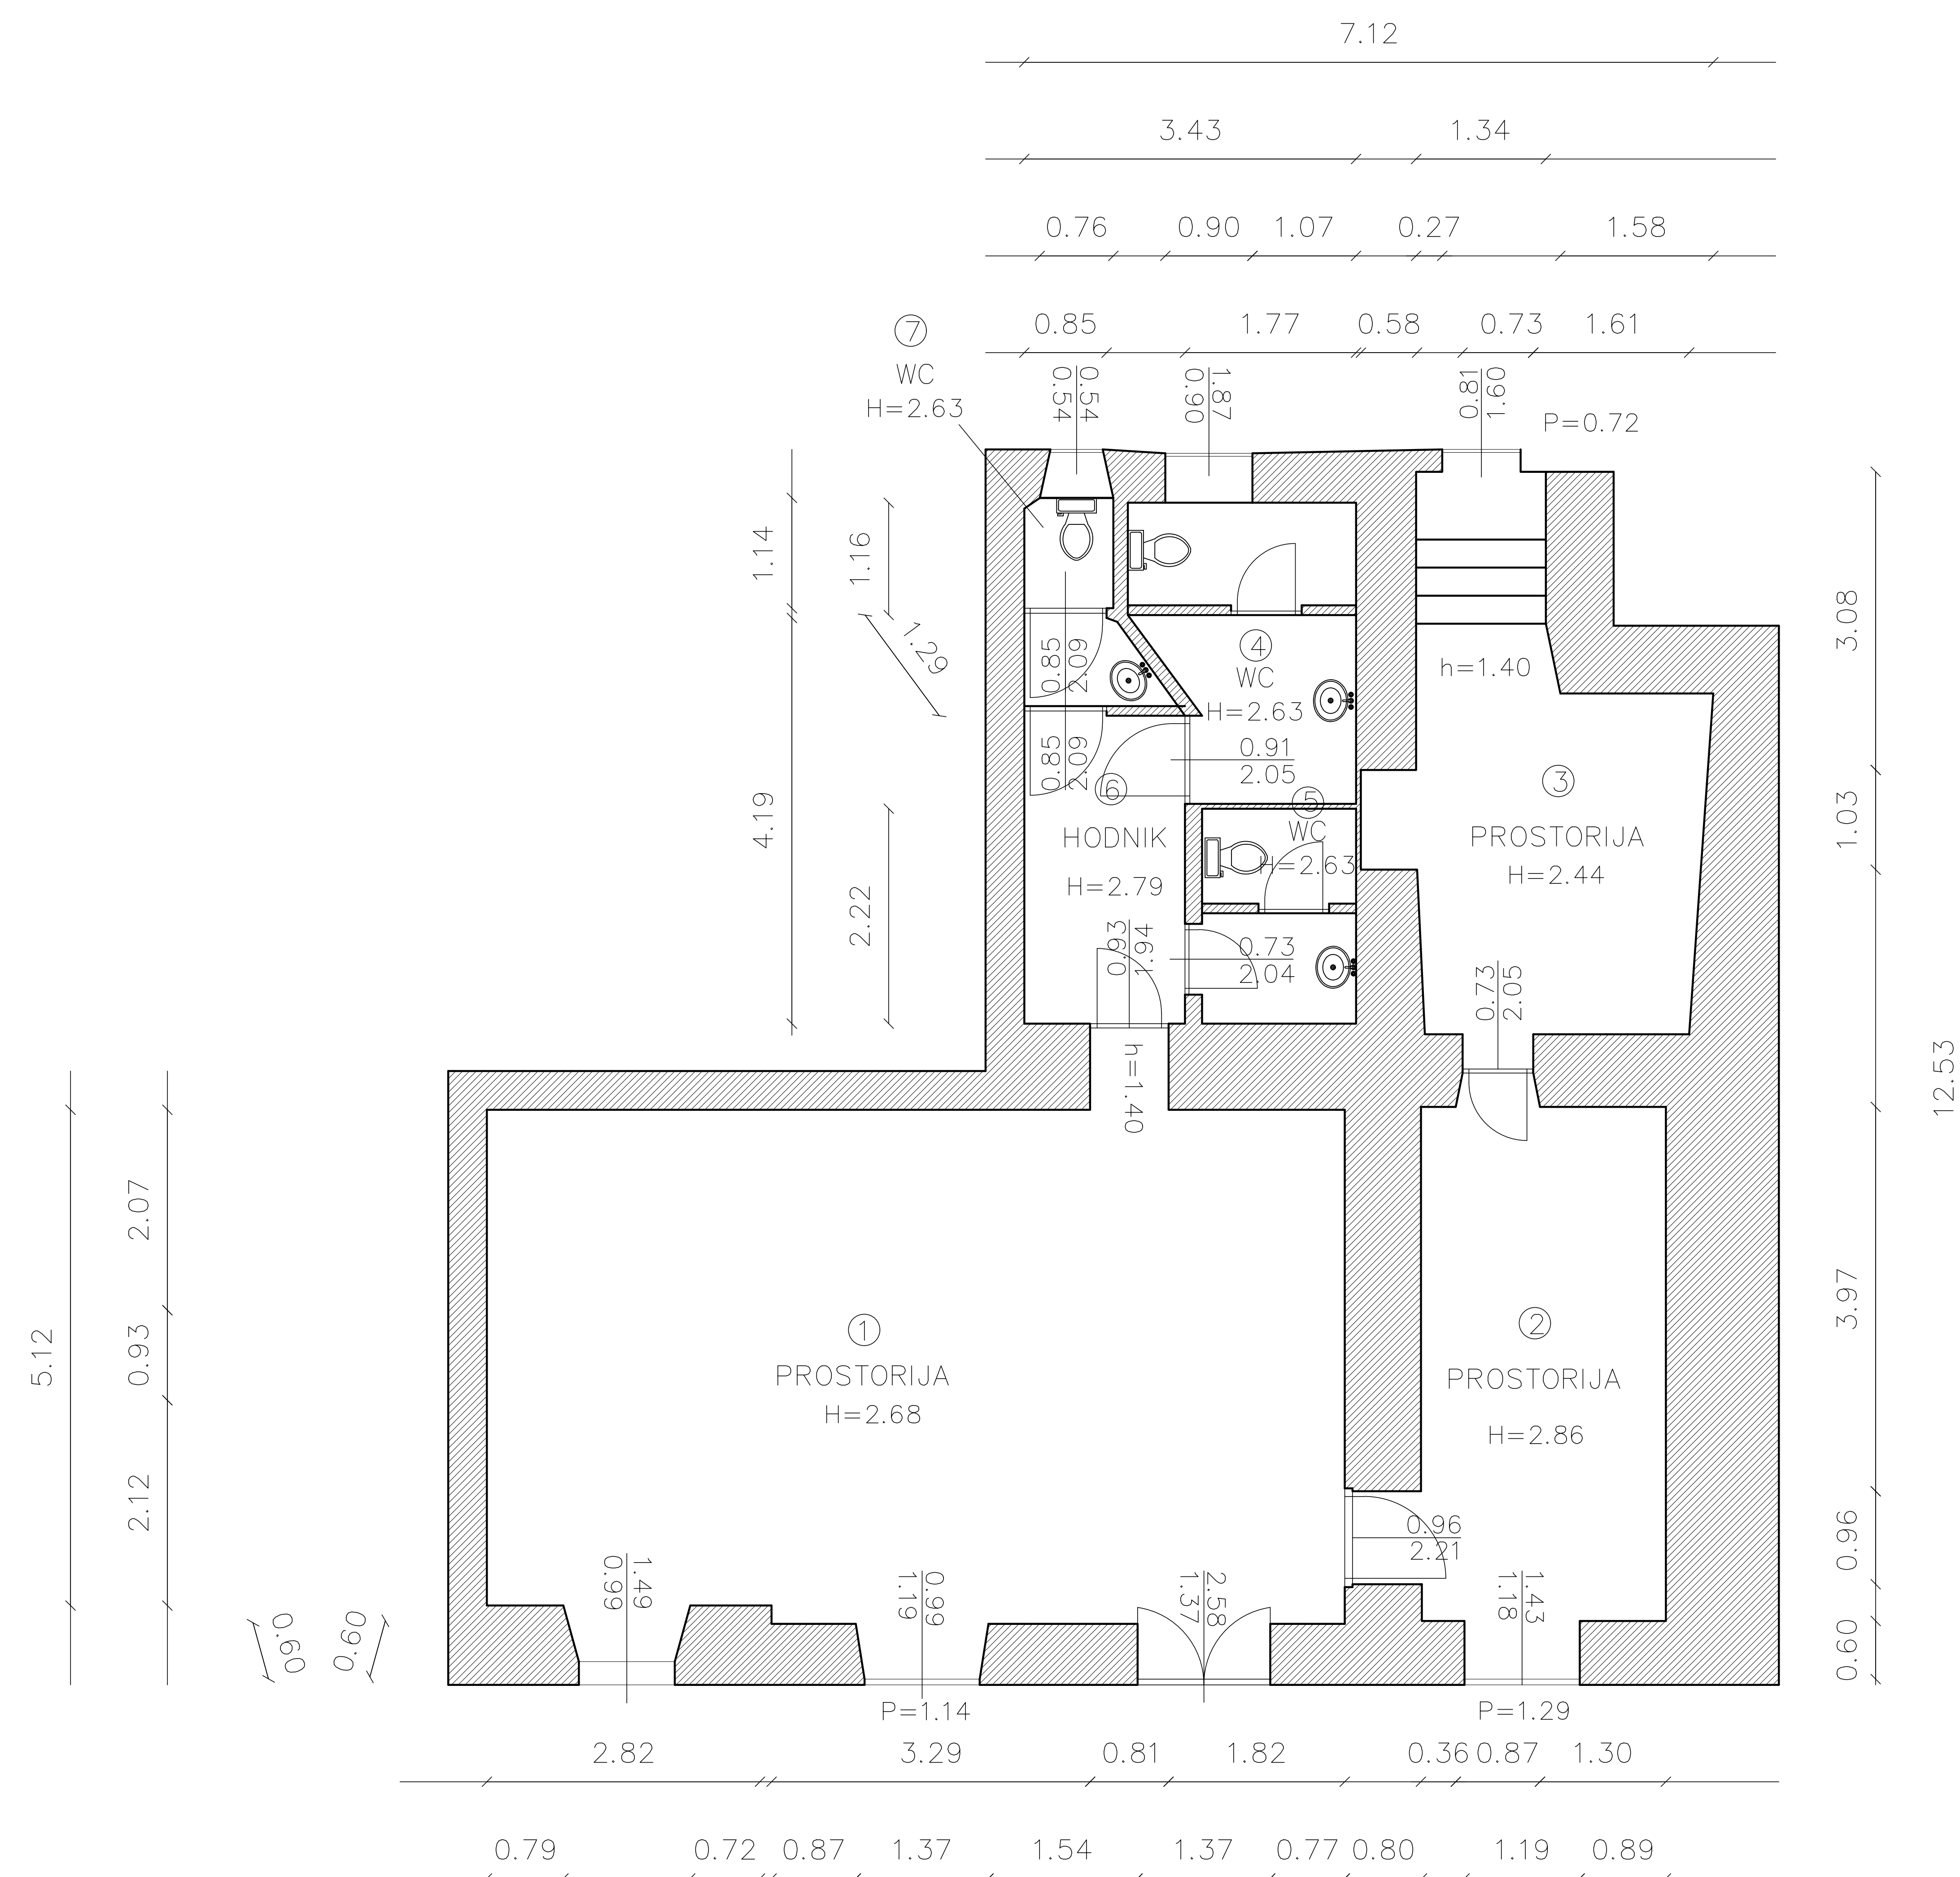 7.12
3.43 1.34
0.76 0.90 1.07 0.27 1.58
0.85 1.77 0.58 0.73 1.61
7
WC
H=2.63
0.54
0.54
1.87
0.90
0.81
1.60
P=0.72
1.14
1.16
1.29
4.19
2.22
0.85
2.09
0.85
2.09
4
WC
H=2.63
0.91
2.05
5
WC
H=2.63
6
HODNIK
H=2.79
0.93
1.94
0.73
2.04
h=1.40
h=1.40
3
PROSTORIJA
H=2.44
0.73
2.05
3.08
1.03
12.53
3.97
0.96
0.60
5.12
2.07
0.93
2.12
0.60
0.60
1
PROSTORIJA
H=2.68
2
PROSTORIJA
H=2.86
0.96
2.21
1.49
0.99
0.99
1.19
2.58
1.37
1.43
1.18
P=1.14
P=1.29
2.82 3.29 0.81 1.82 0.36 0.87 1.30
0.79 0.72 0.87 1.37 1.54 1.37 0.77 0.80 1.19 0.89